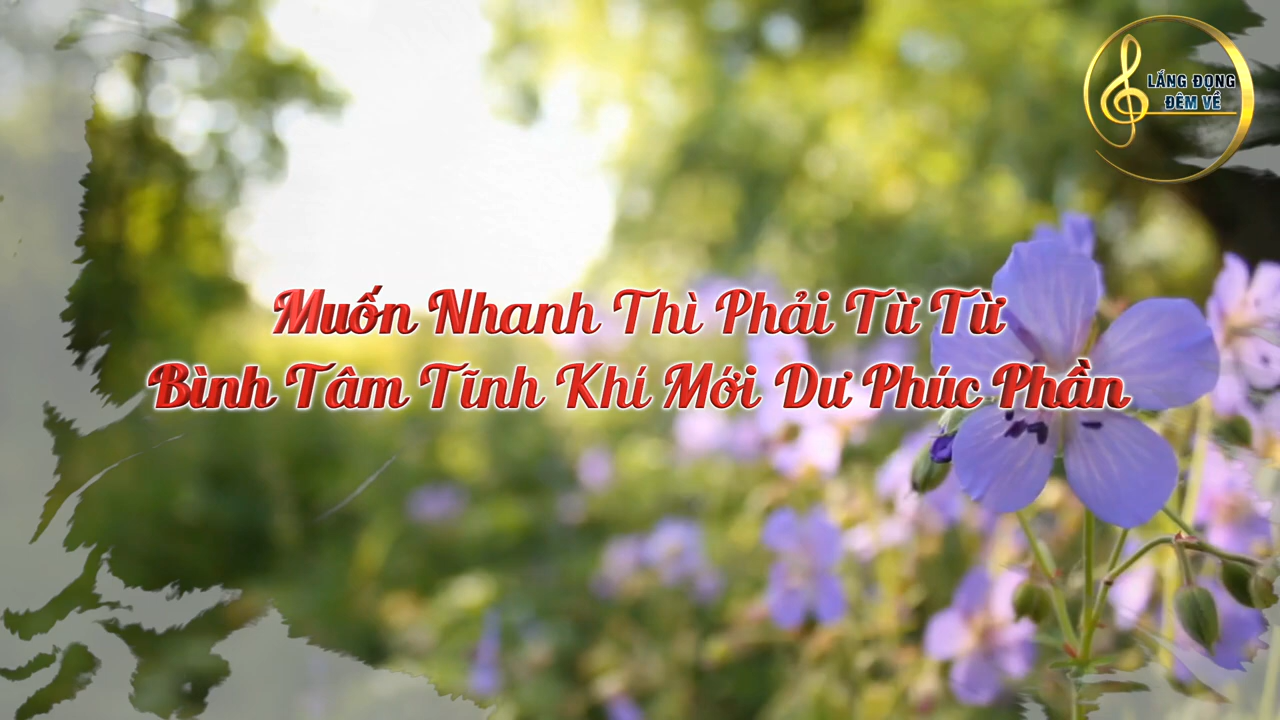 LẮNG ĐỌNG
ĐÊM VỀ
Muốn Nhanh Thì Phải Từ Từ
Bình Tâm Tĩnh Khí Mới Dư Phúc Phần